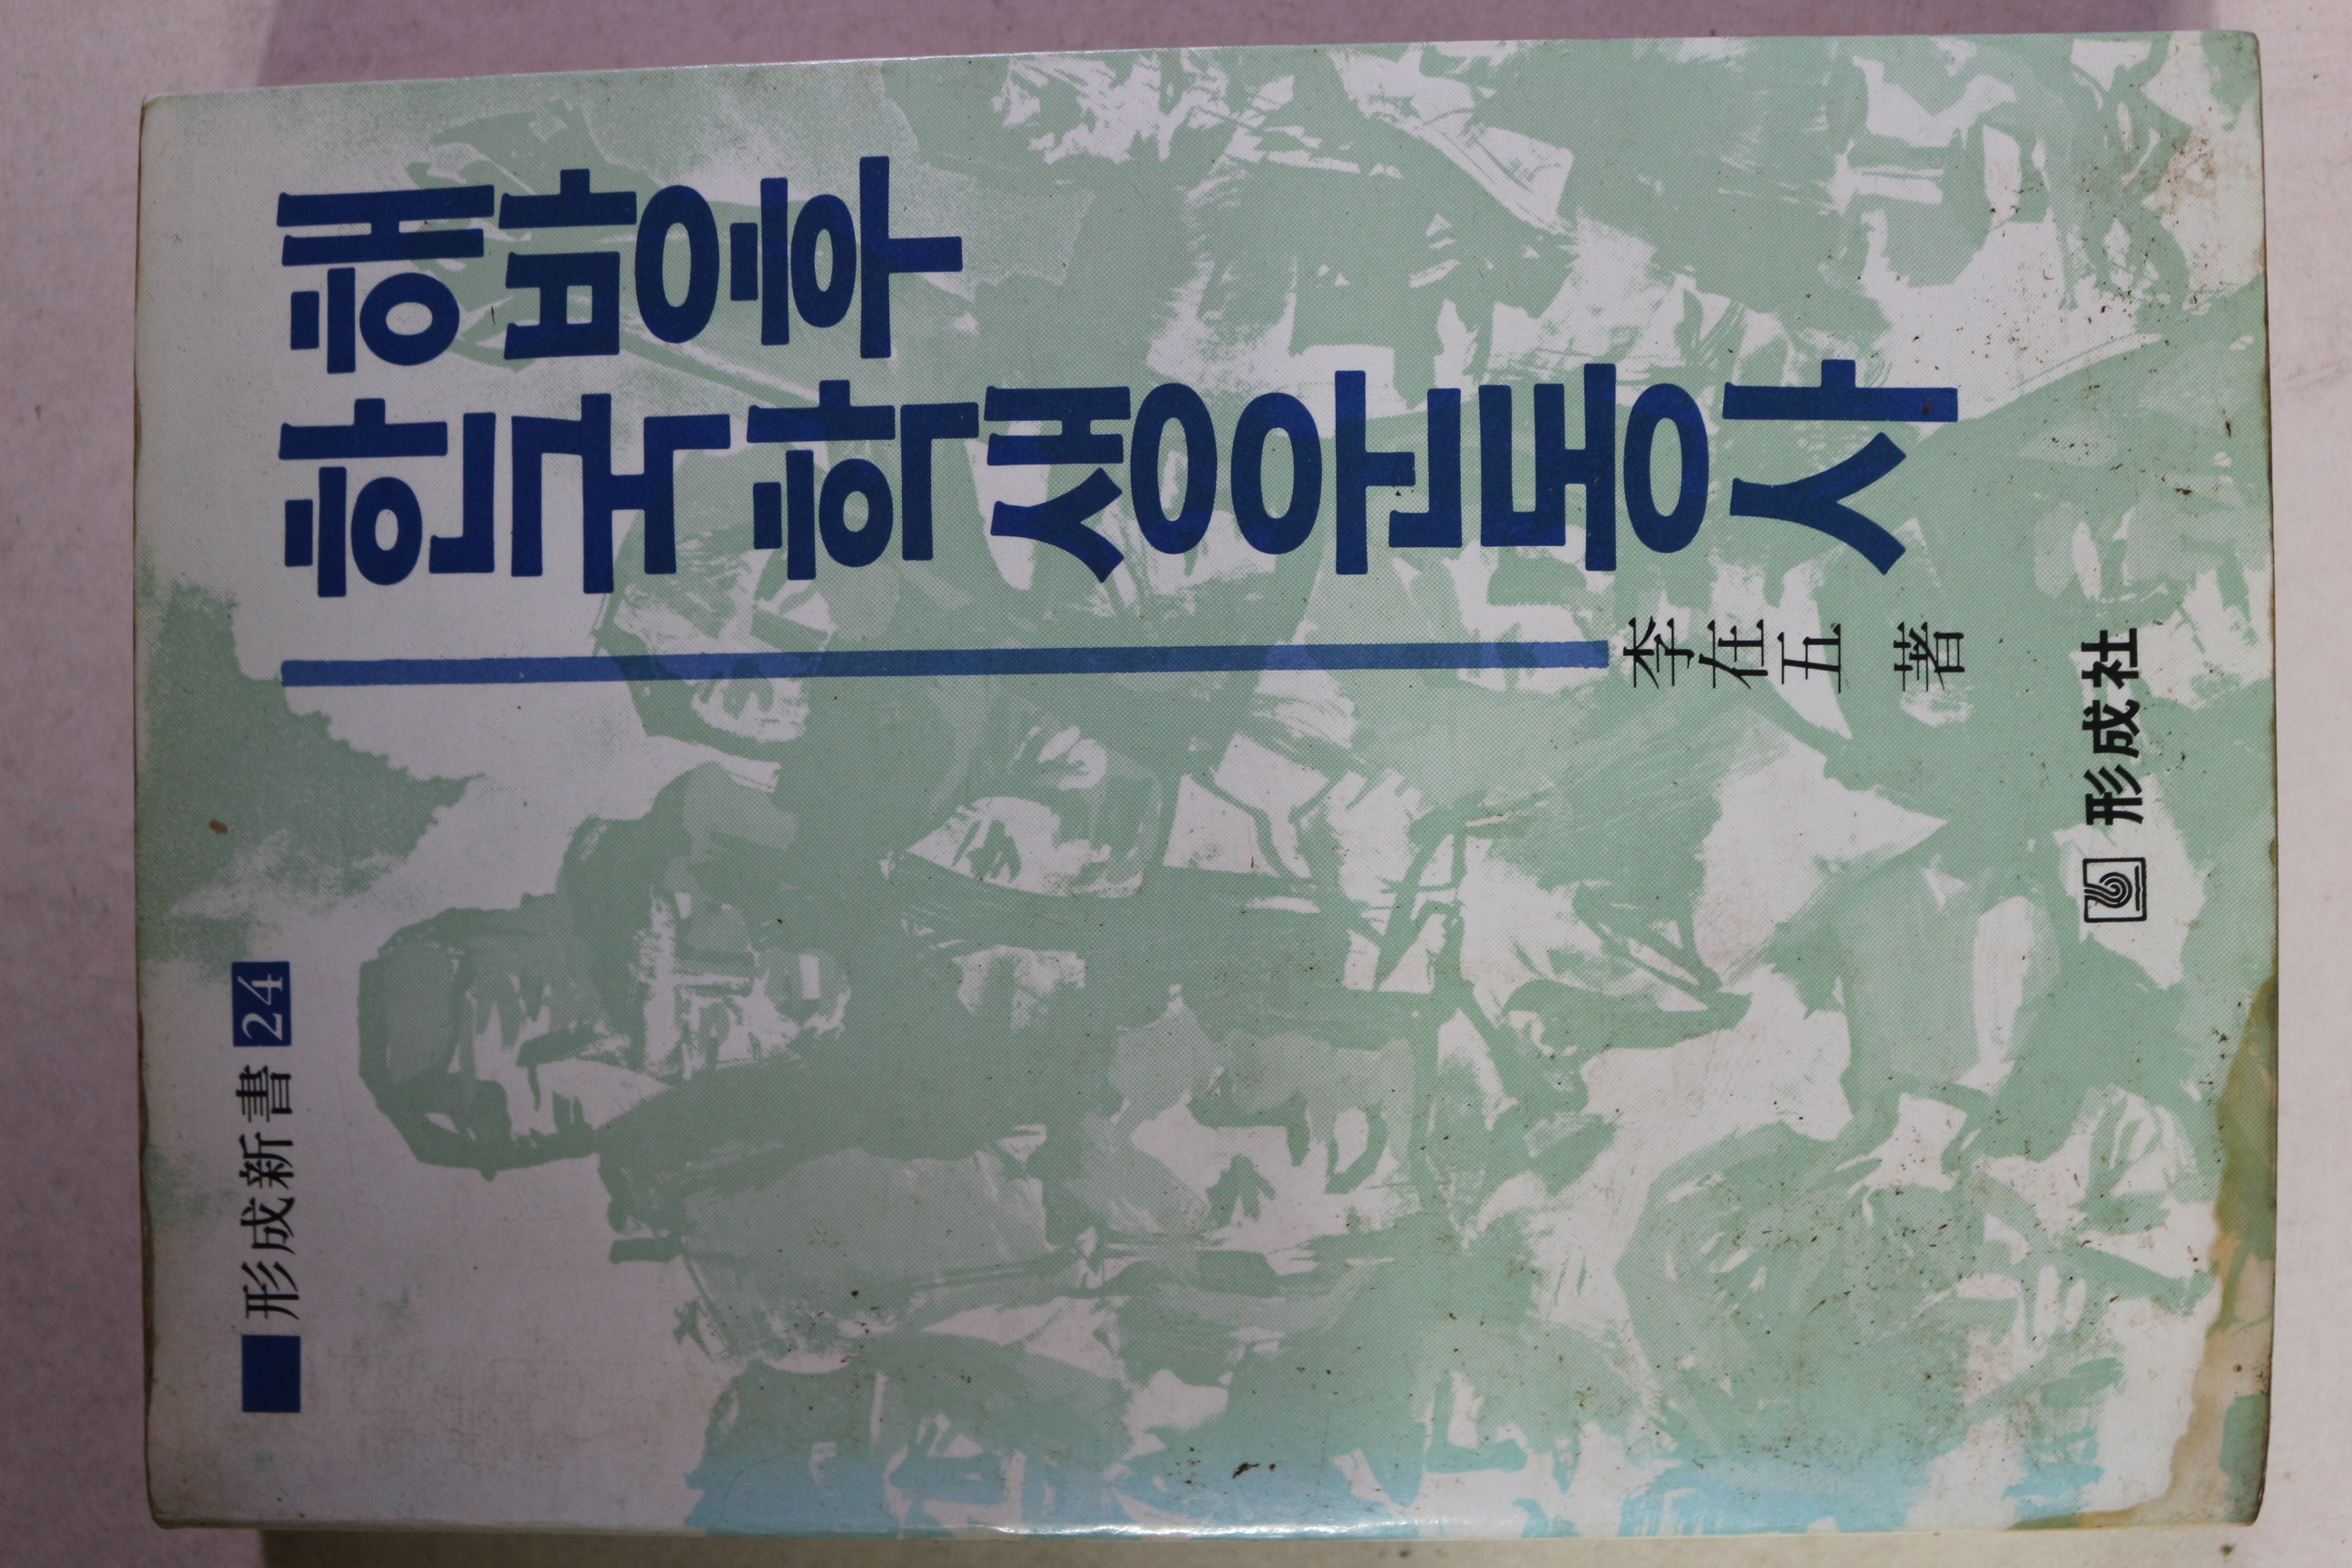 形成新書 24
해방후
한국학생운동사
李在五 著
形成社